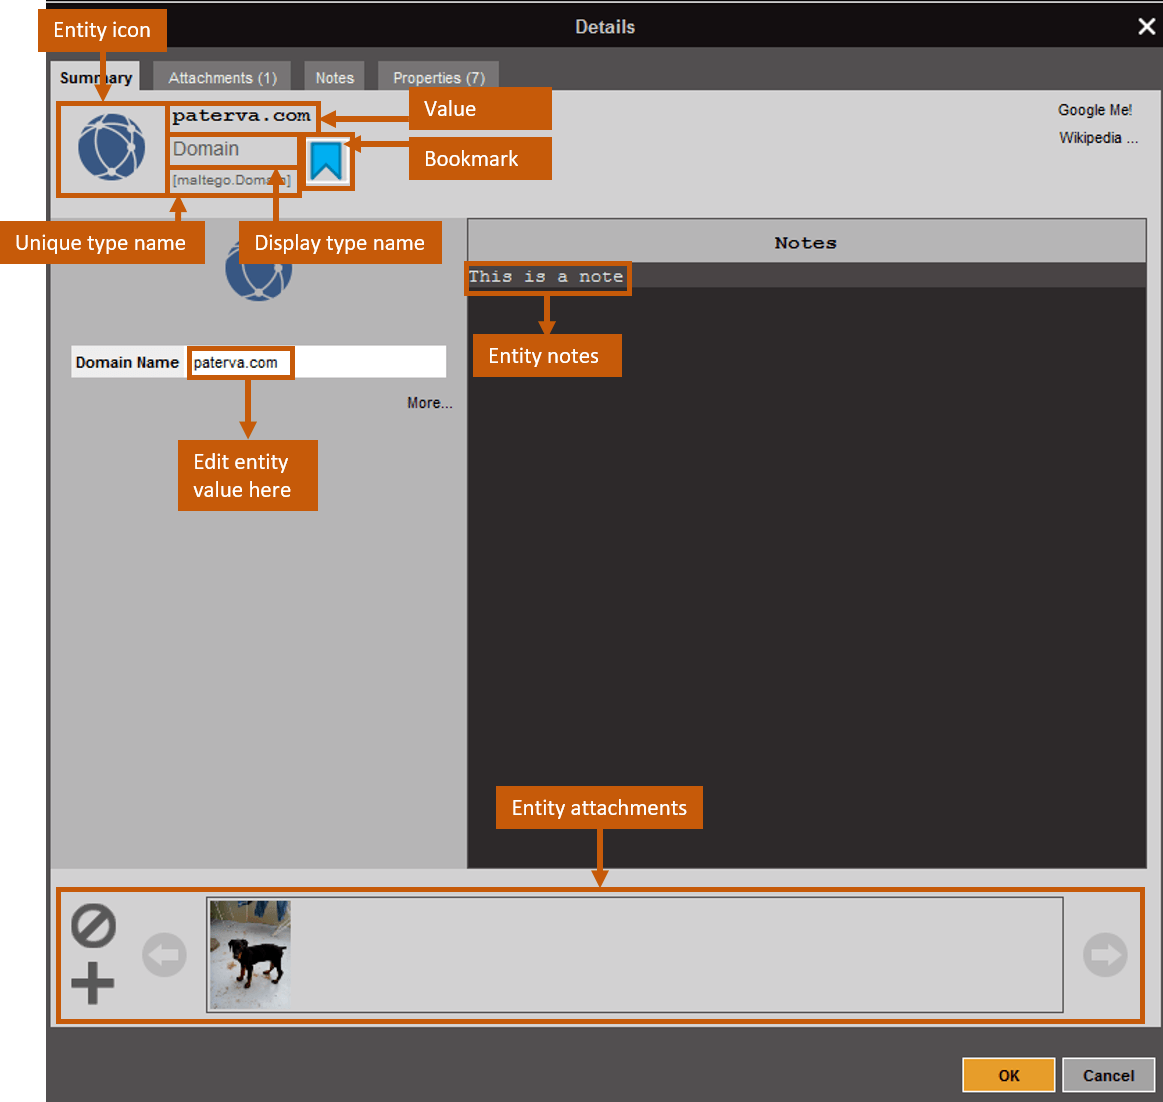 Entity icon
Details
Summary
Attachments (1)
Notes
Properties (7)
paterva.com
Value
Google Me!
Domain
Bookmark
Wikipedia ...
[maltego.Domain]
Unique type name
Display type name
Notes
This is a note
Entity notes
Domain Name
paterva.com
More...
Edit entity
value here
Entity attachments
OK
Cancel